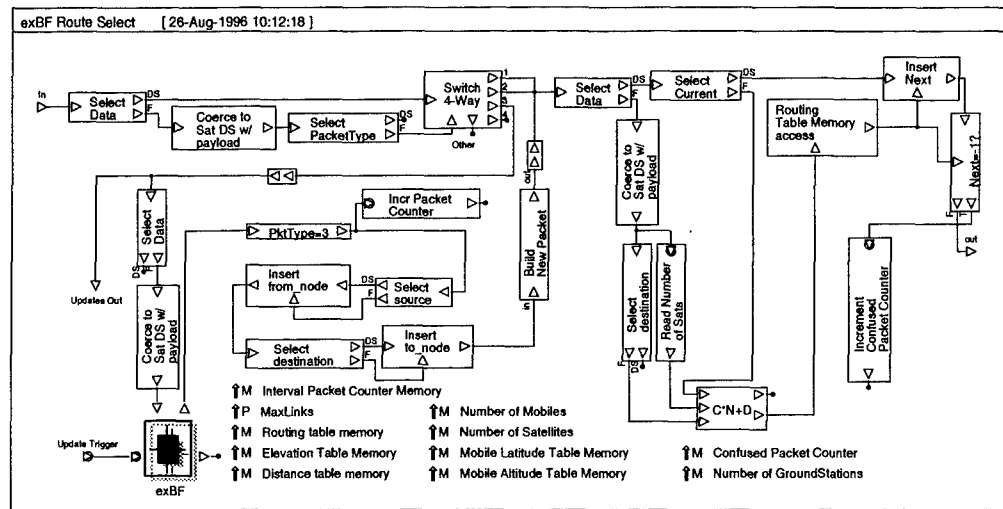 exBF Route Select [ 26-Aug-1996 10:12:18 ]
In
Select Data
DS
F
Coerce to Sat DS w/ payload
Select PacketType
DS
F
Switch 4-Way
1
2
3
4
Other
Select Data
DS
F
Select Current
DS
F
Insert Next
Routing Table Memory access
Next=-1?
F
T
out
Increment Confused Packet Counter
Coerce to Sat DS w/ payload
Select destination
F
DS
Read Number of Sats
C*N+D
out
Build New Packet
in
Incr Packet Counter
PktType=3
Insert from_node
DS
F
Select source
Select destination
DS
F
Insert to_node
Select Data
DS
F
Updates Out
Coerce to Sat DS w/ payload
Update Trigger
exBF
⇑M Interval Packet Counter Memory
⇑P MaxLinks
⇑M Routing table memory
⇑M Elevation Table Memory
⇑M Distance table memory
⇑M Number of Mobiles
⇑M Number of Satellites
⇑M Mobile Latitude Table Memory
⇑M Mobile Altitude Table Memory
⇑M Confused Packet Counter
⇑M Number of GroundStations